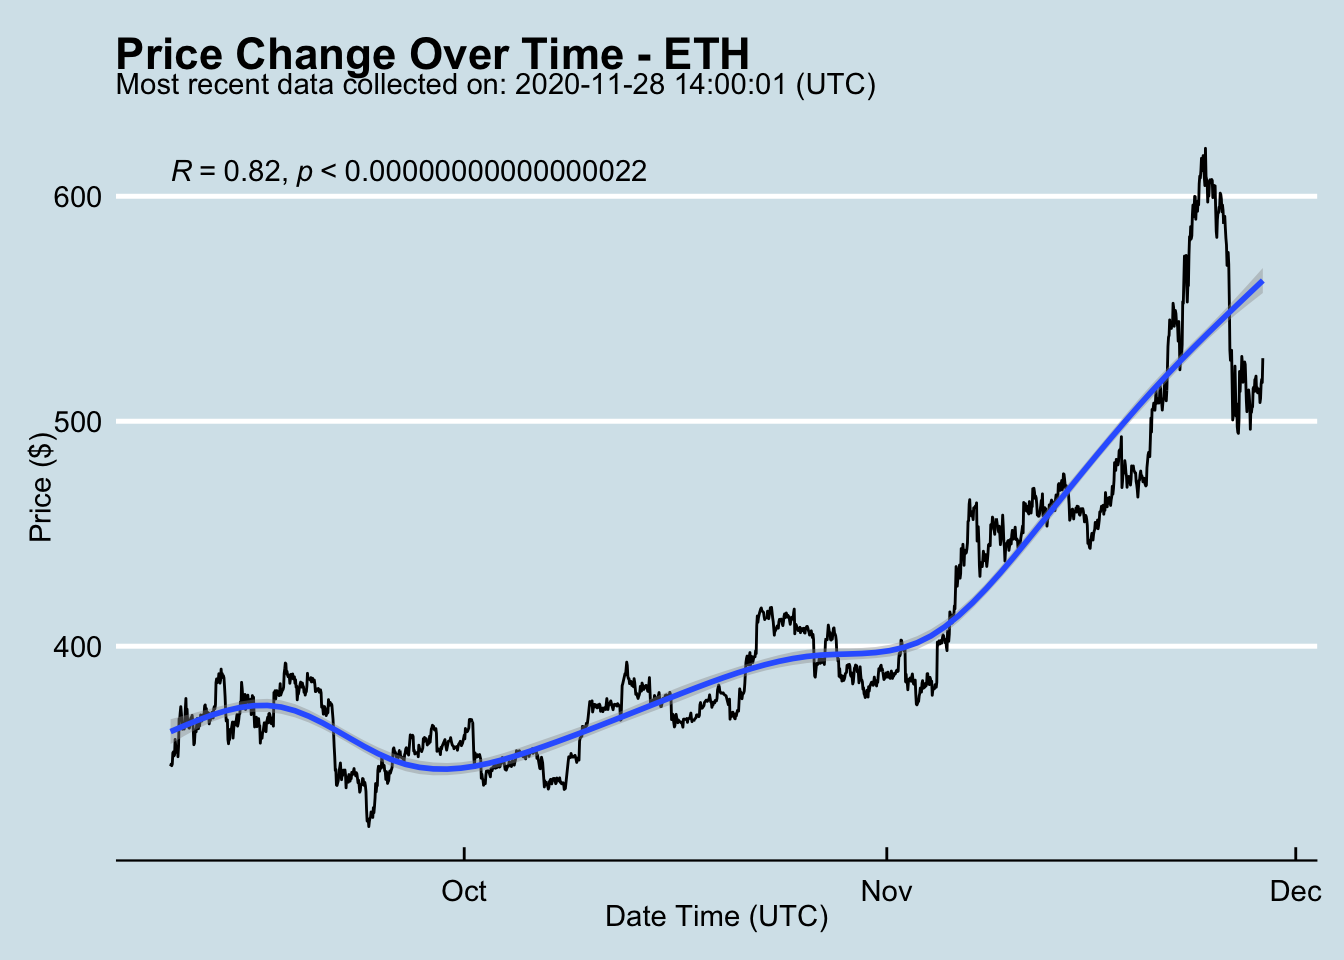 Price Change Over Time - ETH
Most recent data collected on: 2020-11-28 14:00:01 (UTC)
R = 0.82, p < 0.00000000000000022
600
500
400
Price ($)
Oct
Nov
Dec
Date Time (UTC)